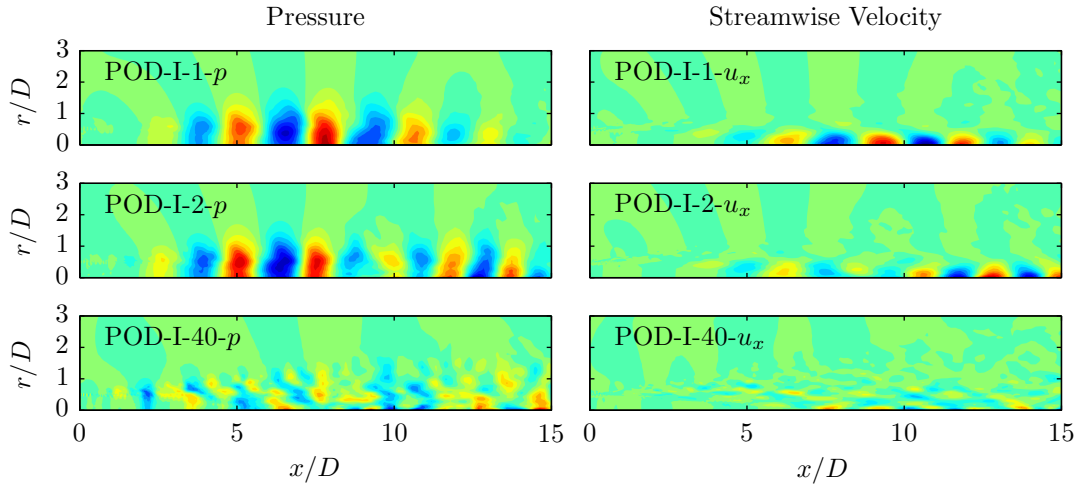 Pressure
Streamwise Velocity
3
2
1
0
r/D
POD-I-1-p
POD-I-1-u_x
3
2
1
0
r/D
POD-I-2-p
POD-I-2-u_x
3
2
1
0
r/D
POD-I-40-p
POD-I-40-u_x
0 5 10 15
0 5 10 15
x/D
x/D